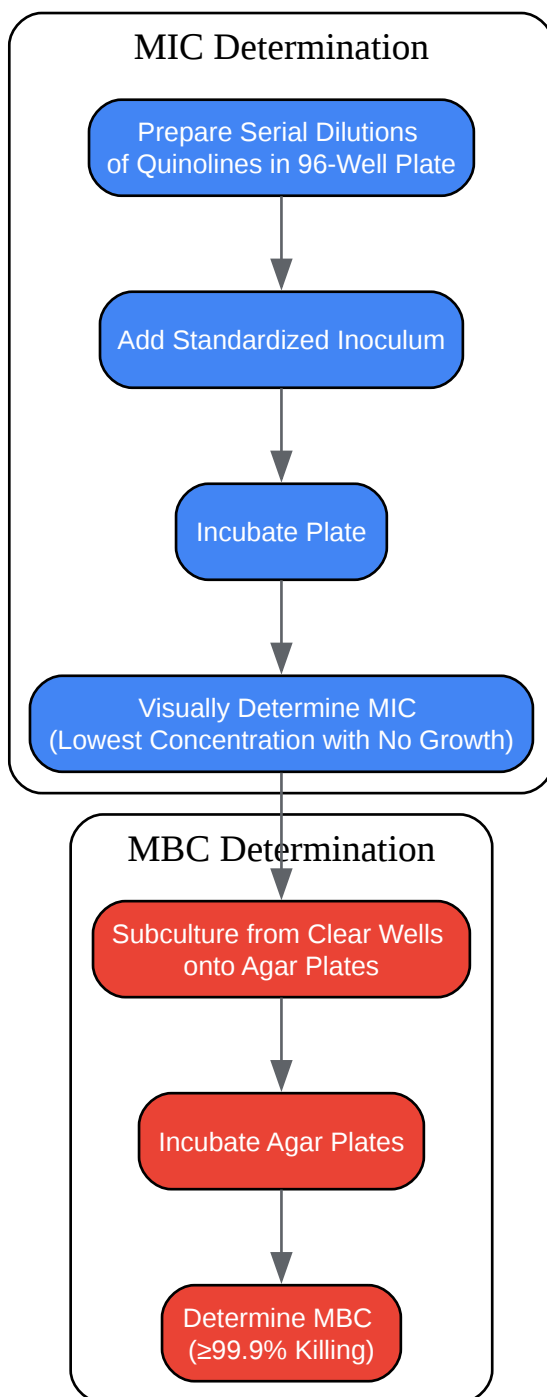 MIC Determination
Prepare Serial Dilutions
of Quinolines in 96-Well Plate
Add Standardized Inoculum
Incubate Plate
Visually Determine MIC
(Lowest Concentration with No Growth)
MBC Determination
Subculture from Clear Wells
onto Agar Plates
Incubate Agar Plates
Determine MBC
(≥99.9% Killing)